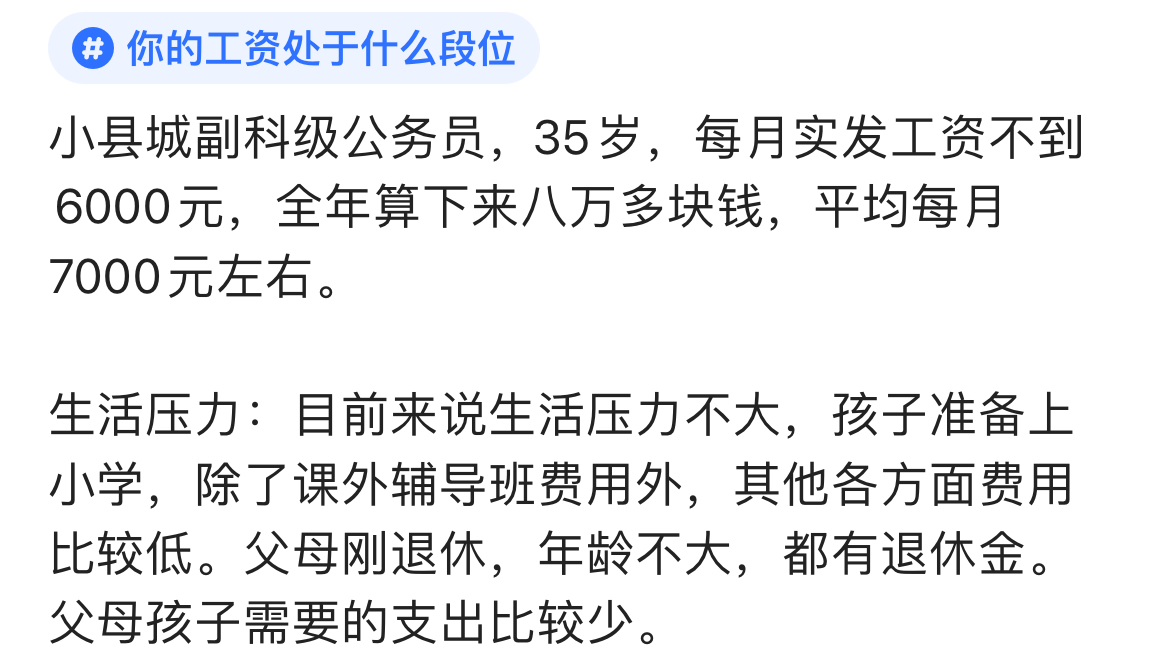 # 你的工资处于什么段位
小县城副科级公务员，35岁，每月实发工资不到
6000元，全年算下来八万多块钱，平均每月
7000元左右。
生活压力：目前来说生活压力不大，孩子准备上
小学，除了课外辅导班费用外，其他各方面费用
比较低。父母刚退休，年龄不大，都有退休金。
父母孩子需要的支出比较少。